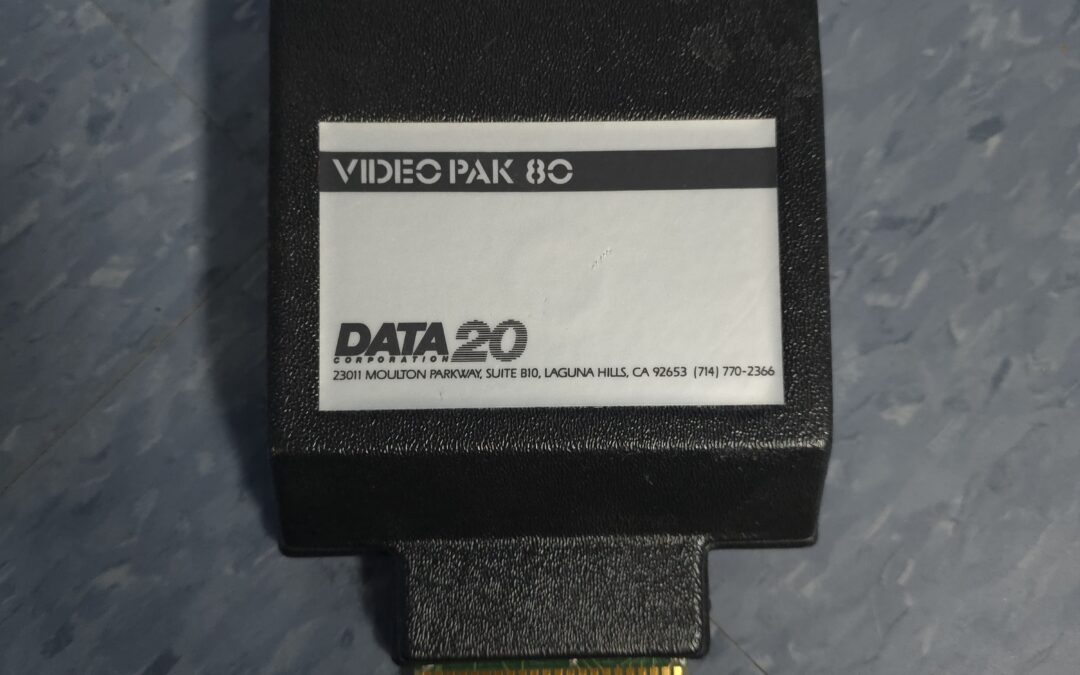 VIDEO PAK 80
DATA 20
CORPORATION
23011 MOULTON PARKWAY, SUITE B10, LAGUNA HILLS, CA 92653 (714) 770-2366